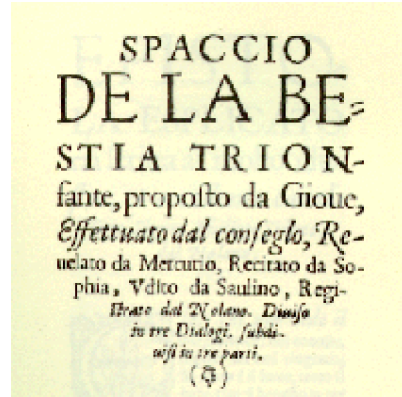 SPACCIO
DE LA BE-
STIA TRION-
fante, proposto da Gioue,
Effettuato dal conseglo, Re-
uelato da Mercurio, Recitato da So-
phia, Vdito da Saulino, Regi-
strato dal Nolano. Diuiso
in tre Dialogi, subdi-
uisi in tre parti.